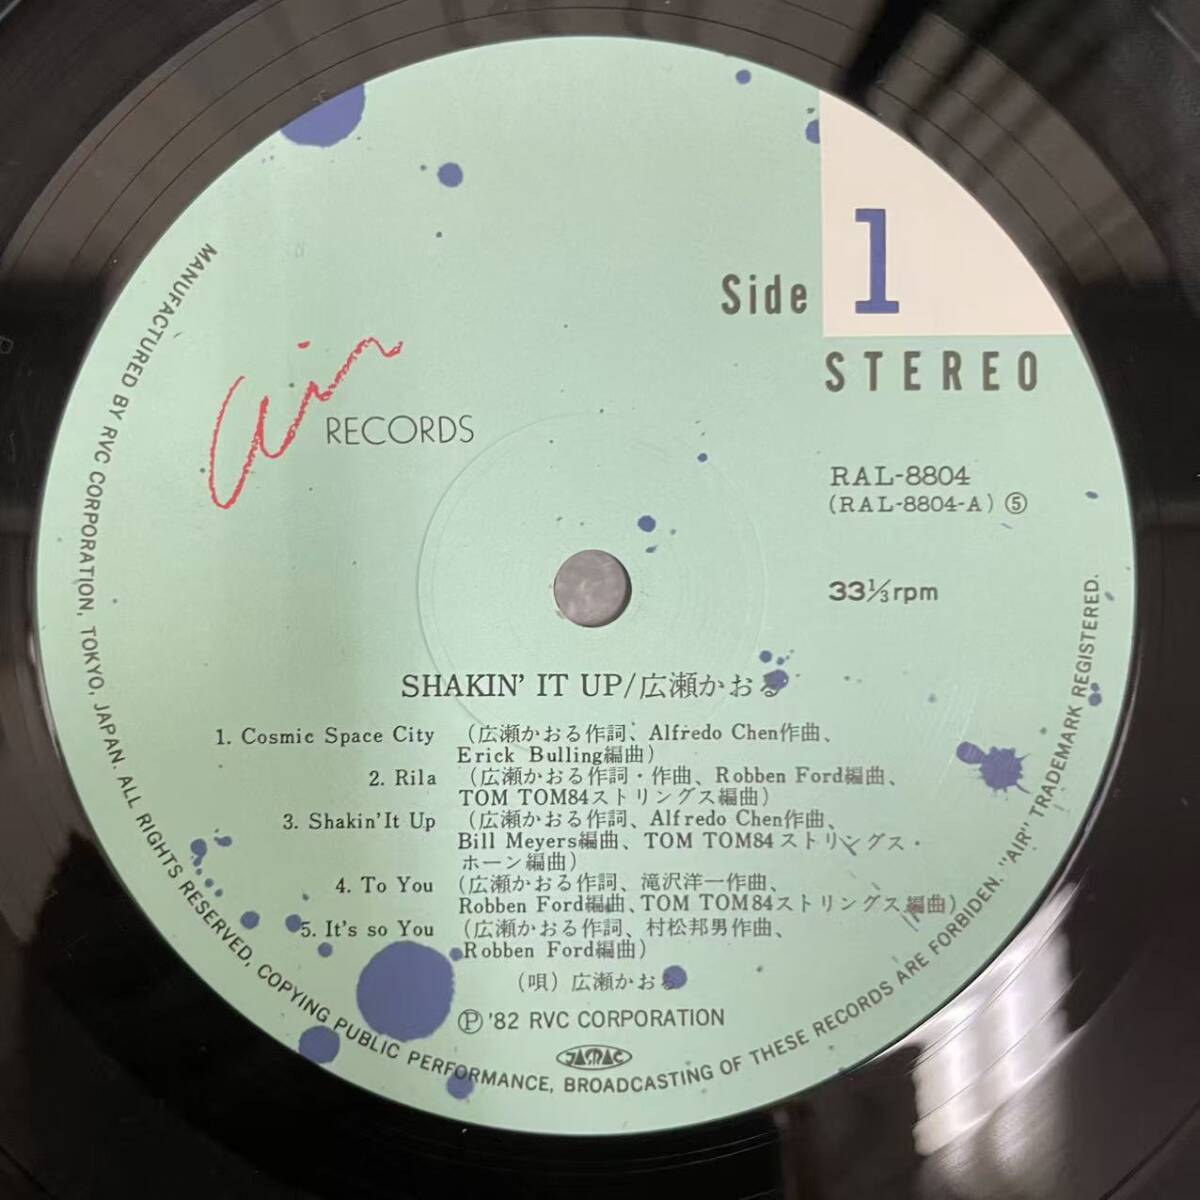 Side 1
STEREO
Air
RECORDS
RAL-8804
(RAL-8804-A) ⑤
33⅓rpm
SHAKIN' IT UP/広瀬かおる
1. Cosmic Space City (広瀬かおる作詞、Alfredo Chen作曲、
Erick Bulling編曲)
2. Rila (広瀬かおる作詞・作曲、Robben Ford編曲、
TOM TOM84ストリングス編曲)
3. Shakin'It Up (広瀬かおる作詞、Alfredo Chen作曲、
Bill Meyers編曲、TOM TOM84ストリングス・
ホーン編曲)
4. To You (広瀬かおる作詞、滝沢洋一作曲、
Robben Ford編曲、TOM TOM84ストリングス編曲)
5. It's so You (広瀬かおる作詞、村松邦男作曲、
Robben Ford編曲)
(唄) 広瀬かおる
Ⓟ '82 RVC CORPORATION
JASRAC
MANUFACTURED BY RVC CORPORATION, TOKYO, JAPAN. ALL RIGHTS RESERVED, COPYING PUBLIC PERFORMANCE, BROADCASTING OF THESE RECORDS ARE FORBIDEN. "AIR" TRADEMARK REGISTERED.